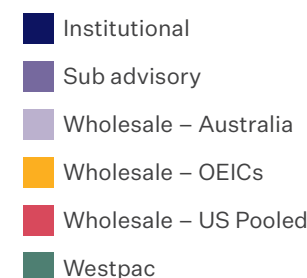 Institutional
Sub advisory
Wholesale – Australia
Wholesale – OEICs
Wholesale – US Pooled
Westpac